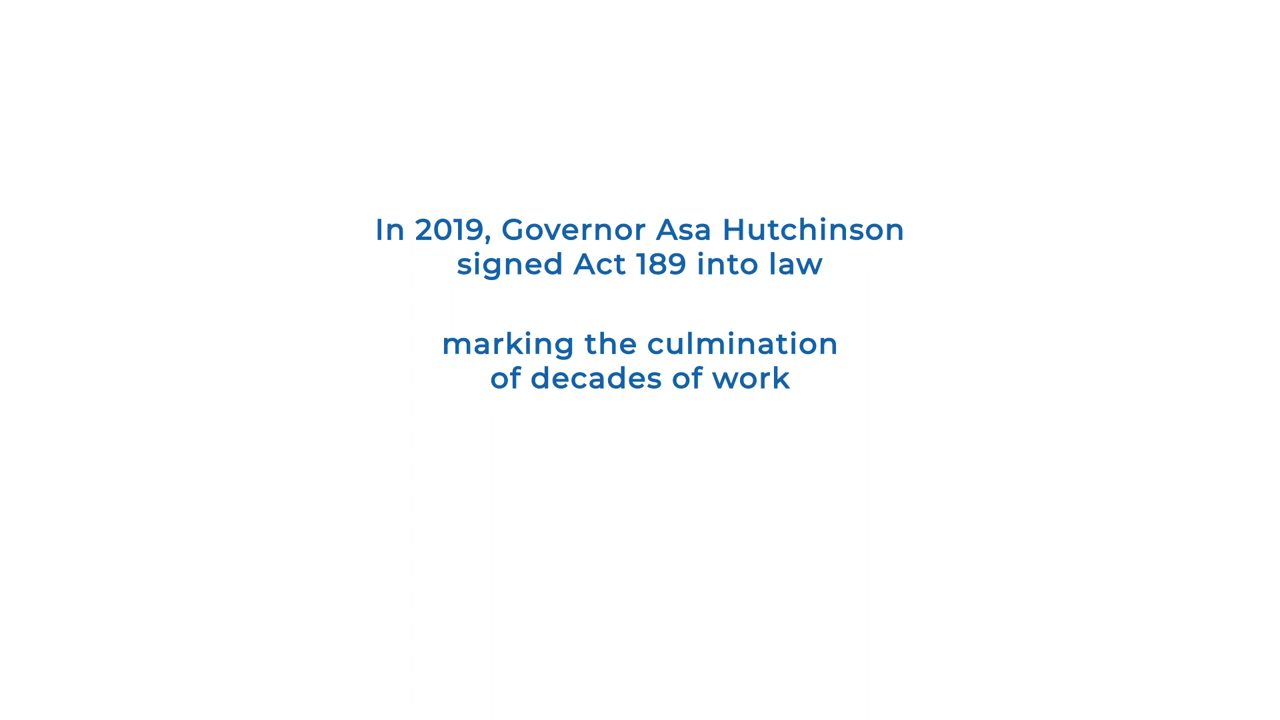 In 2019, Governor Asa Hutchinson
signed Act 189 into law
marking the culmination
of decades of work